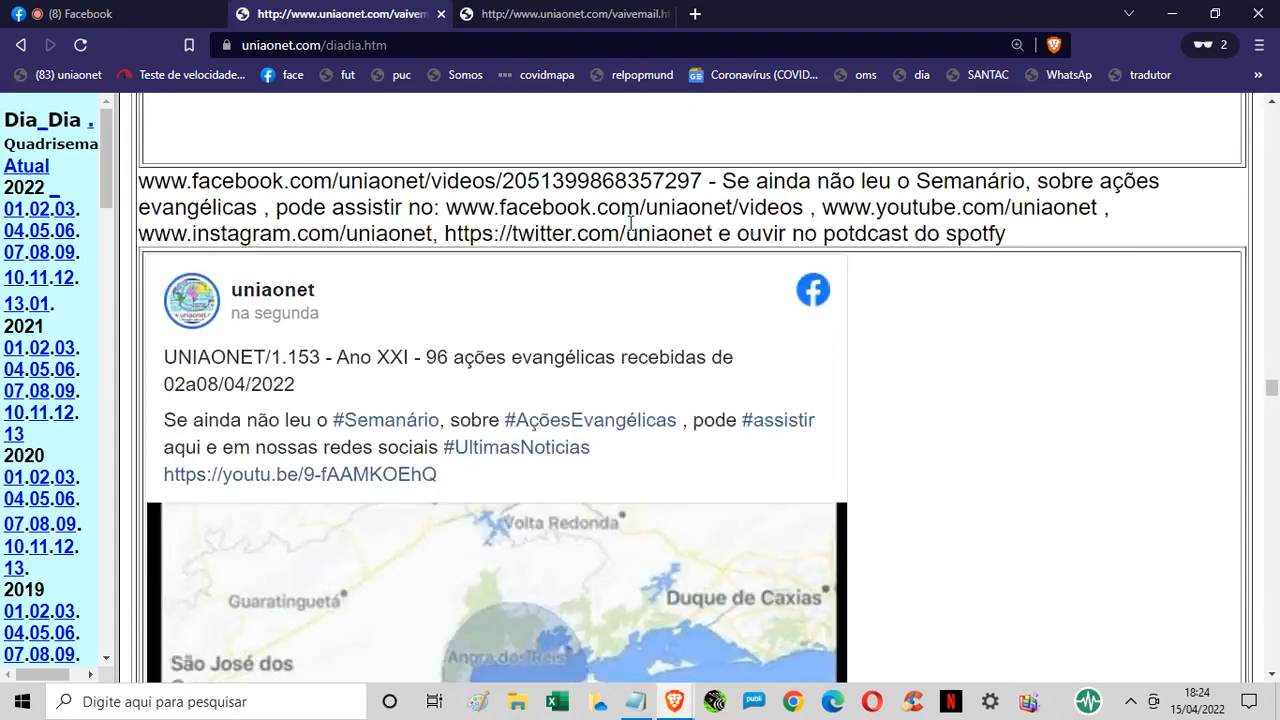 (8) Facebook
http://www.uniaonet.com/vaivem
http://www.uniaonet.com/vaivemail.h
uniaonet.com/diadia.htm
2
(83) uniaonet
Teste de velocidade...
face
fut
puc
Somos
covidmapa
relpopmund
Coronavírus (COVID...
oms
dia
SANTAC
WhatsApp
tradutor
»
Dia_Dia .
Quadrisema
Atual
2022 _
01.02.03.
04.05.06.
07.08.09.
10.11.12.
13.01.
2021
01.02.03.
04.05.06.
07.08.09.
10.11.12.
13
2020
01.02.03.
04.05.06.
07.08.09.
10.11.12.
13.
2019
01.02.03.
04.05.06.
07.08.09.
www.facebook.com/uniaonet/videos/2051399868357297 - Se ainda não leu o Semanário, sobre ações
evangélicas , pode assistir no: www.facebook.com/uniaonet/videos , www.youtube.com/uniaonet ,
www.instagram.com/uniaonet, https://twitter.com/uniaonet e ouvir no potdcast do spotfy
uniaonet
na segunda
UNIAONET/1.153 - Ano XXI - 96 ações evangélicas recebidas de
02a08/04/2022
Se ainda não leu o #Semanário, sobre #AçõesEvangélicas , pode #assistir
aqui e em nossas redes sociais #UltimasNoticias
https://youtu.be/9-fAAMKOEhQ
Volta Redonda
Guaratinguetá
Duque de Caxias
Angra dos Reis
São José dos
Digite aqui para pesquisar
publi
18:24
15/04/2022